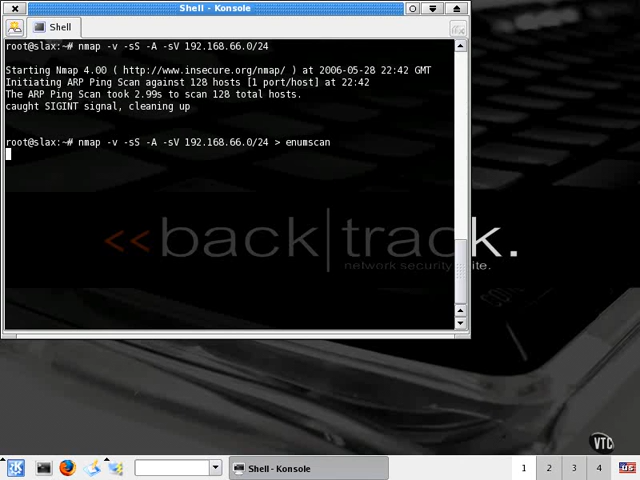 Shell - Konsole
Shell
root@slax:~# nmap -v -sS -A -sV 192.168.66.0/24
Starting Nmap 4.00 ( http://www.insecure.org/nmap/ ) at 2006-05-28 22:42 GMT
Initiating ARP Ping Scan against 128 hosts [1 port/host] at 22:42
The ARP Ping Scan took 2.99s to scan 128 total hosts.
caught SIGINT signal, cleaning up
root@slax:~# nmap -v -sS -A -sV 192.168.66.0/24 > enumscan
<<back|track.
network security
VTC
Shell - Konsole
1 2 3 4
us